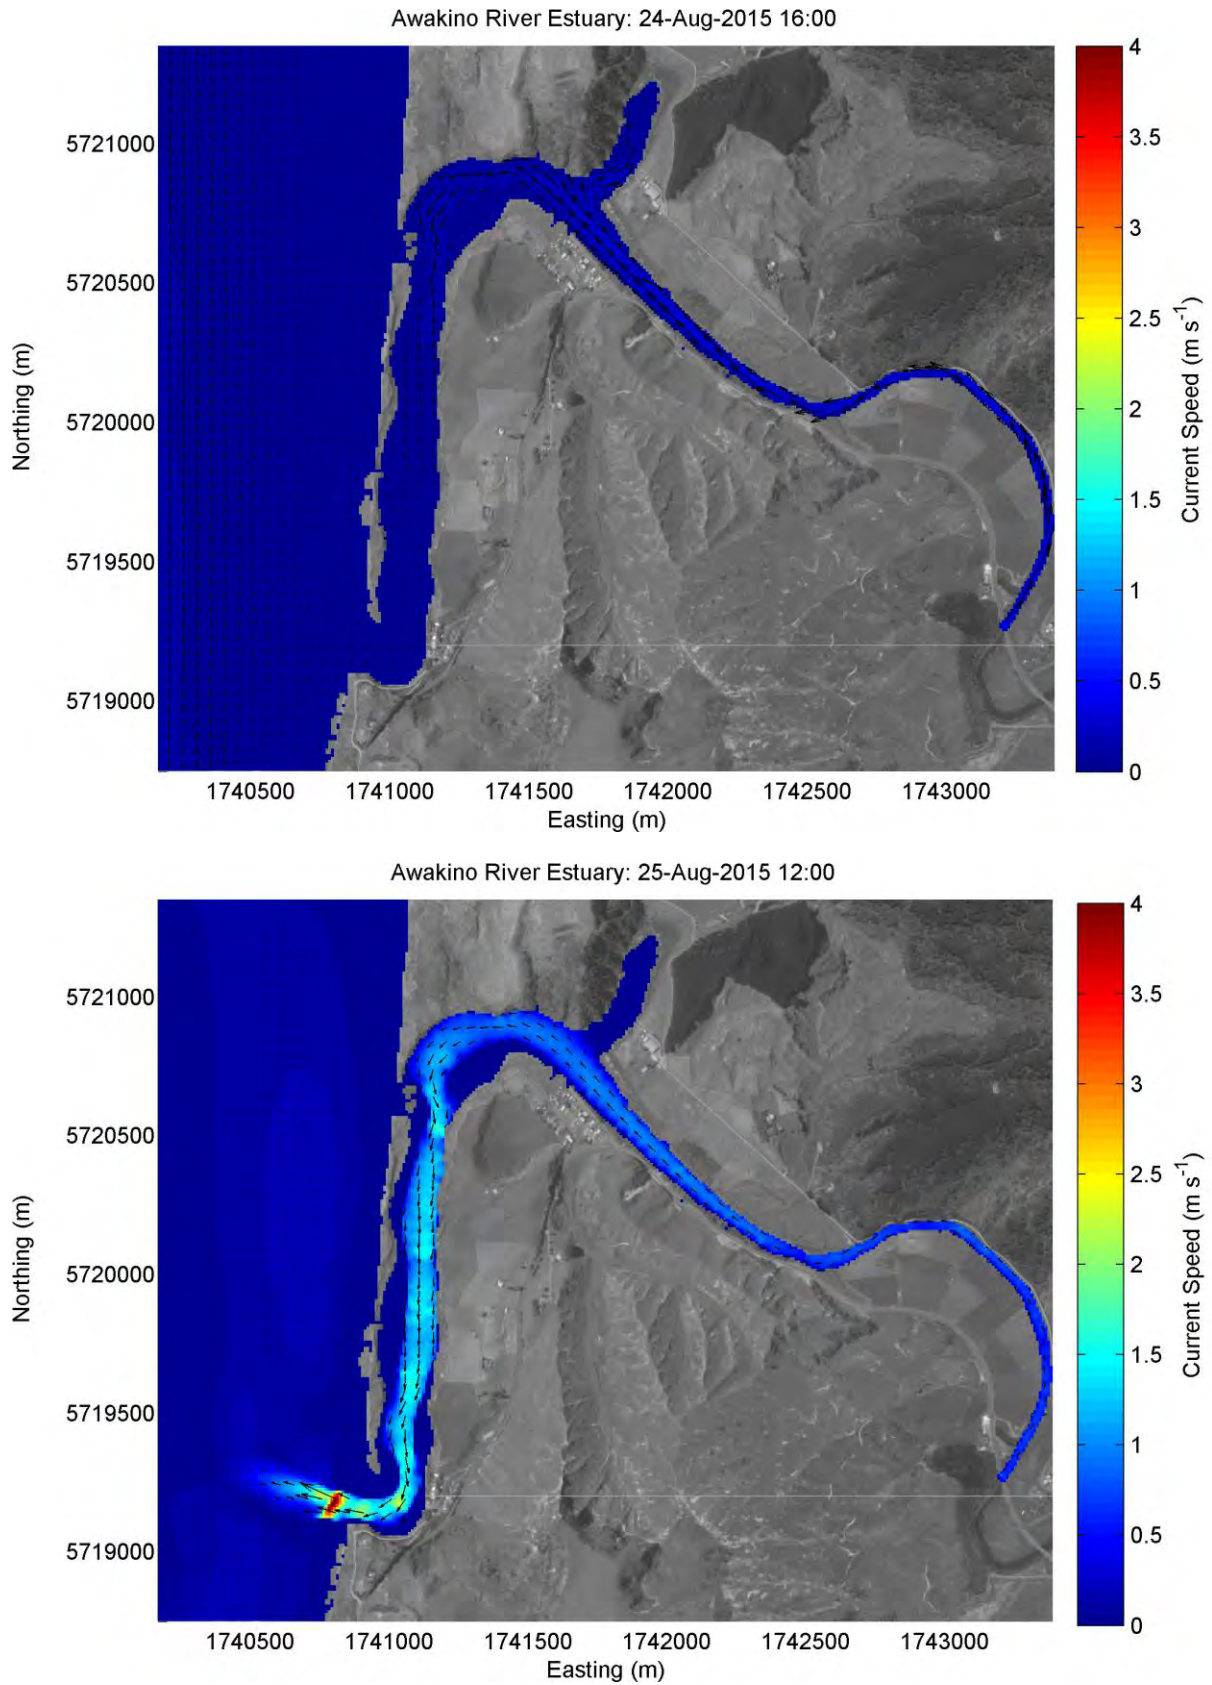 Awakino River Estuary: 24-Aug-2015 16:00
5721000
5720500
5720000
5719500
5719000
Northing (m)
1740500 1741000 1741500 1742000 1742500 1743000
Easting (m)
4
3.5
3
2.5
2
1.5
1
0.5
0
Current Speed (m s⁻¹)
Awakino River Estuary: 25-Aug-2015 12:00
5721000
5720500
5720000
5719500
5719000
Northing (m)
1740500 1741000 1741500 1742000 1742500 1743000
Easting (m)
4
3.5
3
2.5
2
1.5
1
0.5
0
Current Speed (m s⁻¹)